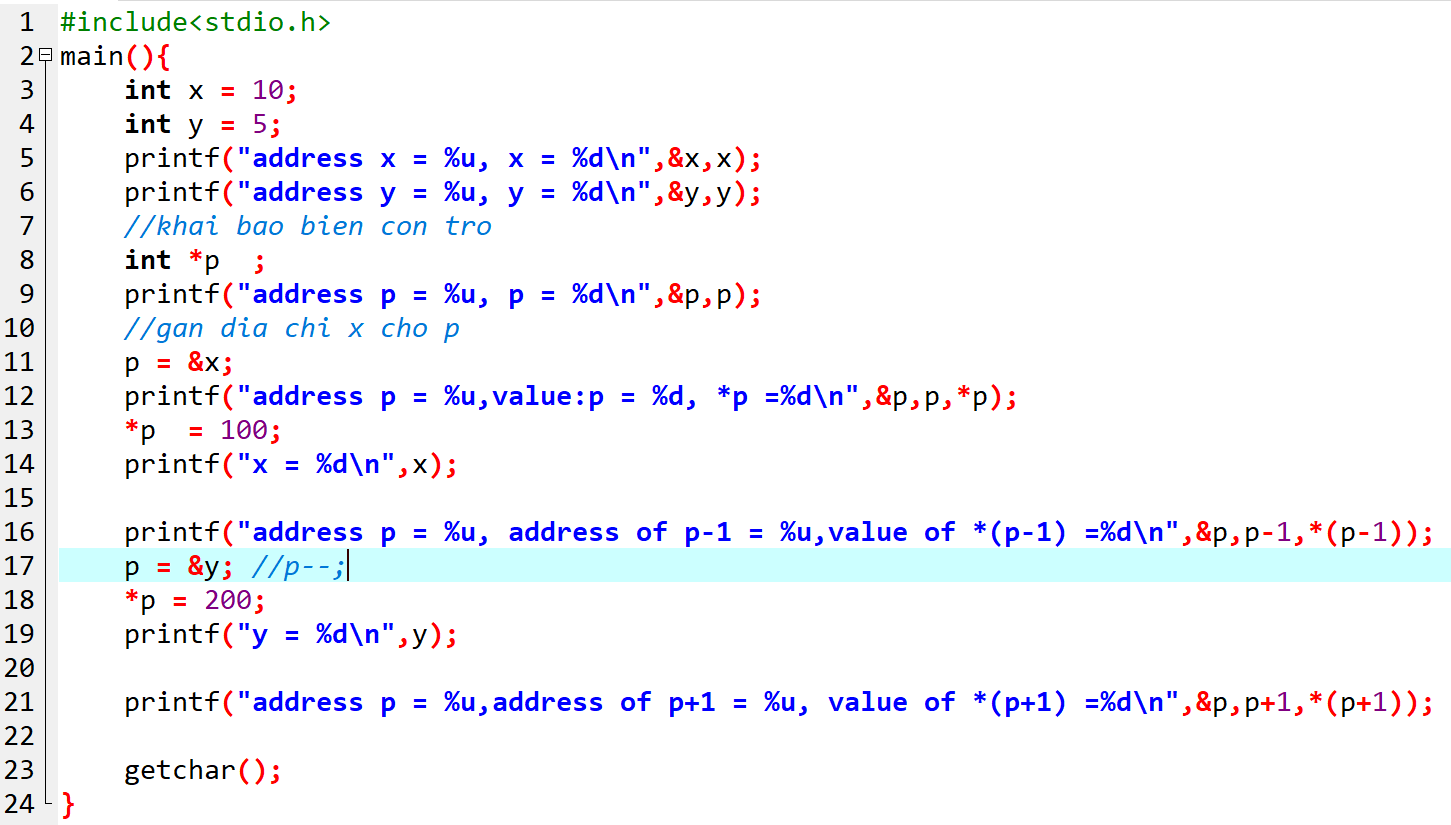 1 #include<stdio.h>
2 main(){
3     int x = 10;
4     int y = 5;
5     printf("address x = %u, x = %d\n",&x,x);
6     printf("address y = %u, y = %d\n",&y,y);
7     //khai bao bien con tro
8     int *p  ;
9     printf("address p = %u, p = %d\n",&p,p);
10     //gan dia chi x cho p
11     p = &x;
12     printf("address p = %u,value:p = %d, *p =%d\n",&p,p,*p);
13     *p  = 100;
14     printf("x = %d\n",x);
15
16     printf("address p = %u, address of p-1 = %u,value of *(p-1) =%d\n",&p,p-1,*(p-1));
17     p = &y; //p--;
18     *p = 200;
19     printf("y = %d\n",y);
20
21     printf("address p = %u,address of p+1 = %u, value of *(p+1) =%d\n",&p,p+1,*(p+1));
22
23     getchar();
24 }